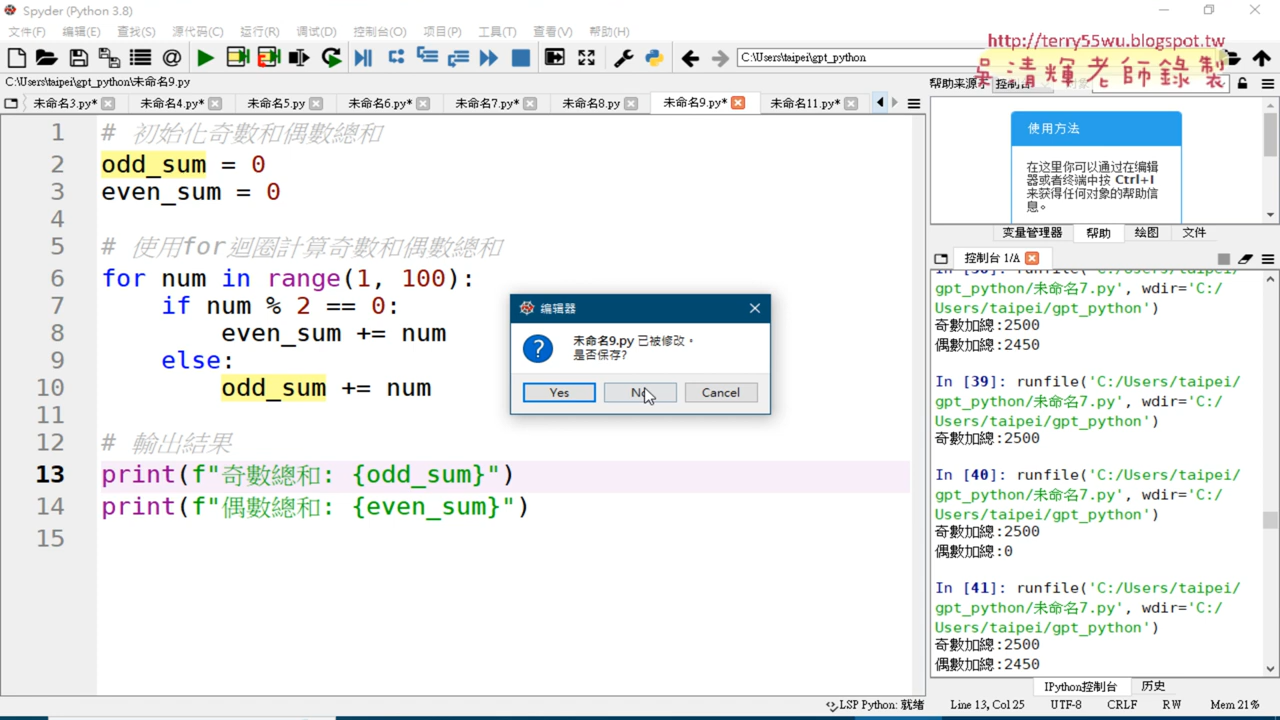 Spyder (Python 3.8)
文件(F) 编辑(E) 查找(S) 源代码(C) 运行(R) 调试(D) 控制台(O) 项目(P) 工具(T) 查看(V) 帮助(H)
C:\Users\taipei\gpt_python
http://terry55wu.blogspot.tw
吳清輝老師錄製
C:\Users\taipei\gpt_python\未命名9.py
帮助来源 控制台
未命名3.py* 未命名4.py* 未命名5.py 未命名6.py* 未命名7.py* 未命名8.py 未命名9.py* 未命名11.py*
1 # 初始化奇數和偶數總和
2 odd_sum = 0
3 even_sum = 0
4
5 # 使用for迴圈計算奇數和偶數總和
6 for num in range(1, 100):
7 if num % 2 == 0:
8 even_sum += num
9 else:
10 odd_sum += num
11
12 # 輸出結果
13 print(f"奇數總和: {odd_sum}")
14 print(f"偶數總和: {even_sum}")
15
编辑器
未命名9.py 已被修改。
是否保存?
Yes No Cancel
使用方法
在这里你可以通过在编辑
器或者终端中按 Ctrl+I
来获得任何对象的帮助信
息。
变量管理器 帮助 绘图 文件
控制台 1/A
In [38]: runfile('C:/Users/taipei/
gpt_python/未命名7.py', wdir='C:/
Users/taipei/gpt_python')
奇數加總:2500
偶數加總:2450
In [39]: runfile('C:/Users/taipei/
gpt_python/未命名7.py', wdir='C:/
Users/taipei/gpt_python')
奇數加總:2500
In [40]: runfile('C:/Users/taipei/
gpt_python/未命名7.py', wdir='C:/
Users/taipei/gpt_python')
奇數加總:2500
偶數加總:0
In [41]: runfile('C:/Users/taipei/
gpt_python/未命名7.py', wdir='C:/
Users/taipei/gpt_python')
奇數加總:2500
偶數加總:2450
IPython控制台 历史
LSP Python: 就绪 Line 13, Col 25 UTF-8 CRLF RW Mem 21%